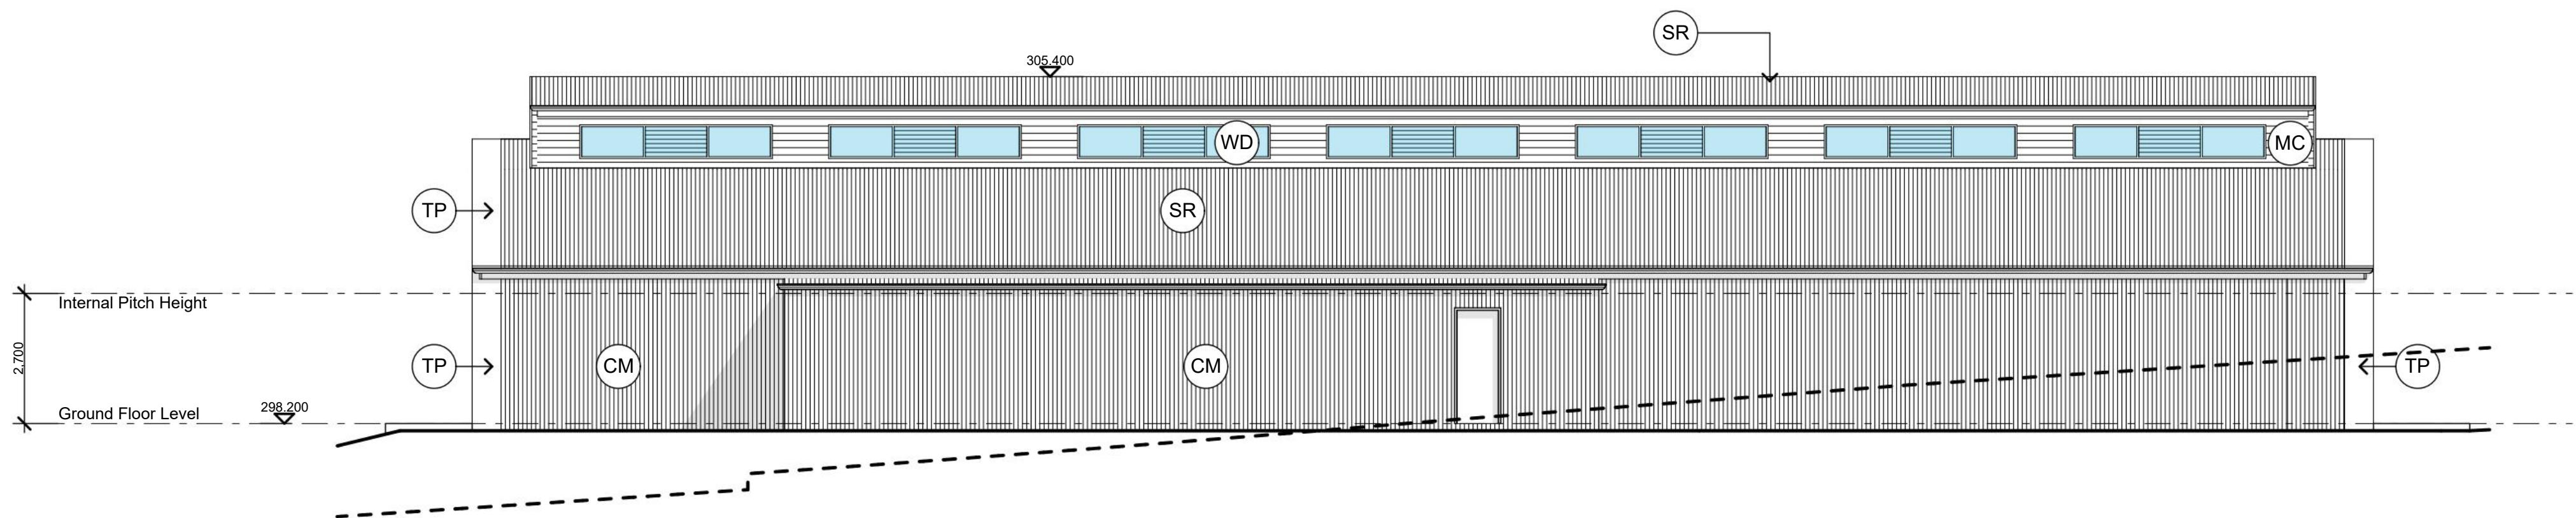 SR
305.400
WD
MC
TP
SR
Internal Pitch Height
2,700
TP
CM
CM
TP
Ground Floor Level
298.200